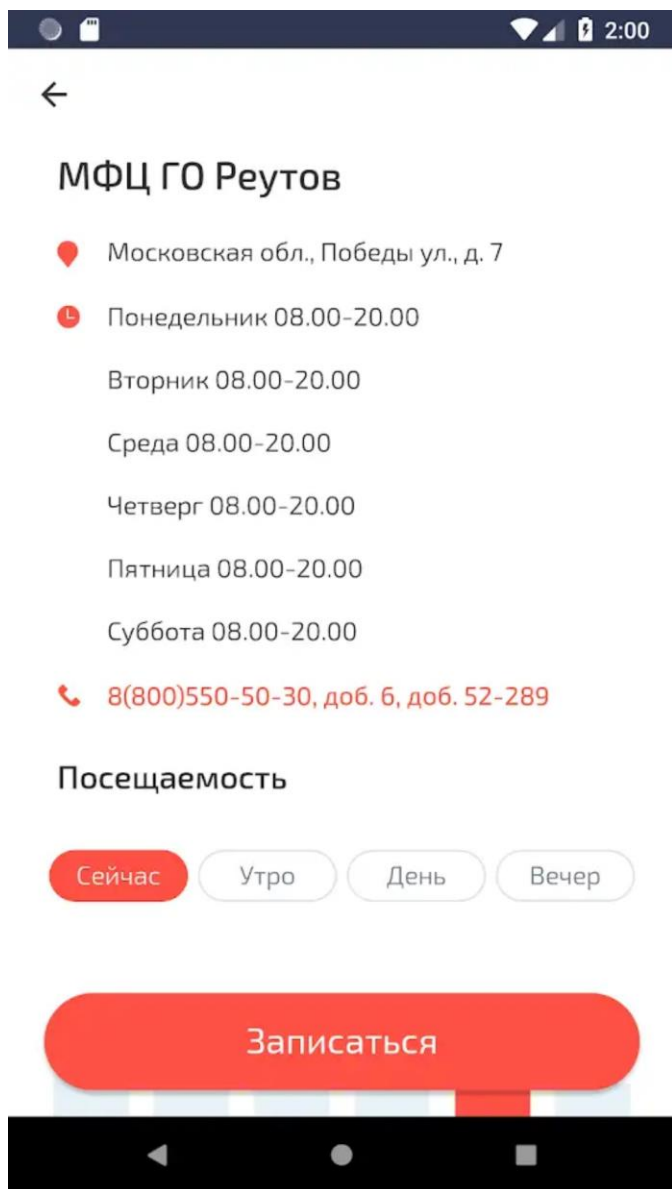 2:00
МФЦ ГО Реутов
Московская обл., Победы ул., д. 7
Понедельник 08.00-20.00
Вторник 08.00-20.00
Среда 08.00-20.00
Четверг 08.00-20.00
Пятница 08.00-20.00
Суббота 08.00-20.00
8(800)550-50-30, доб. 6, доб. 52-289
Посещаемость
Сейчас Утро День Вечер
Записаться